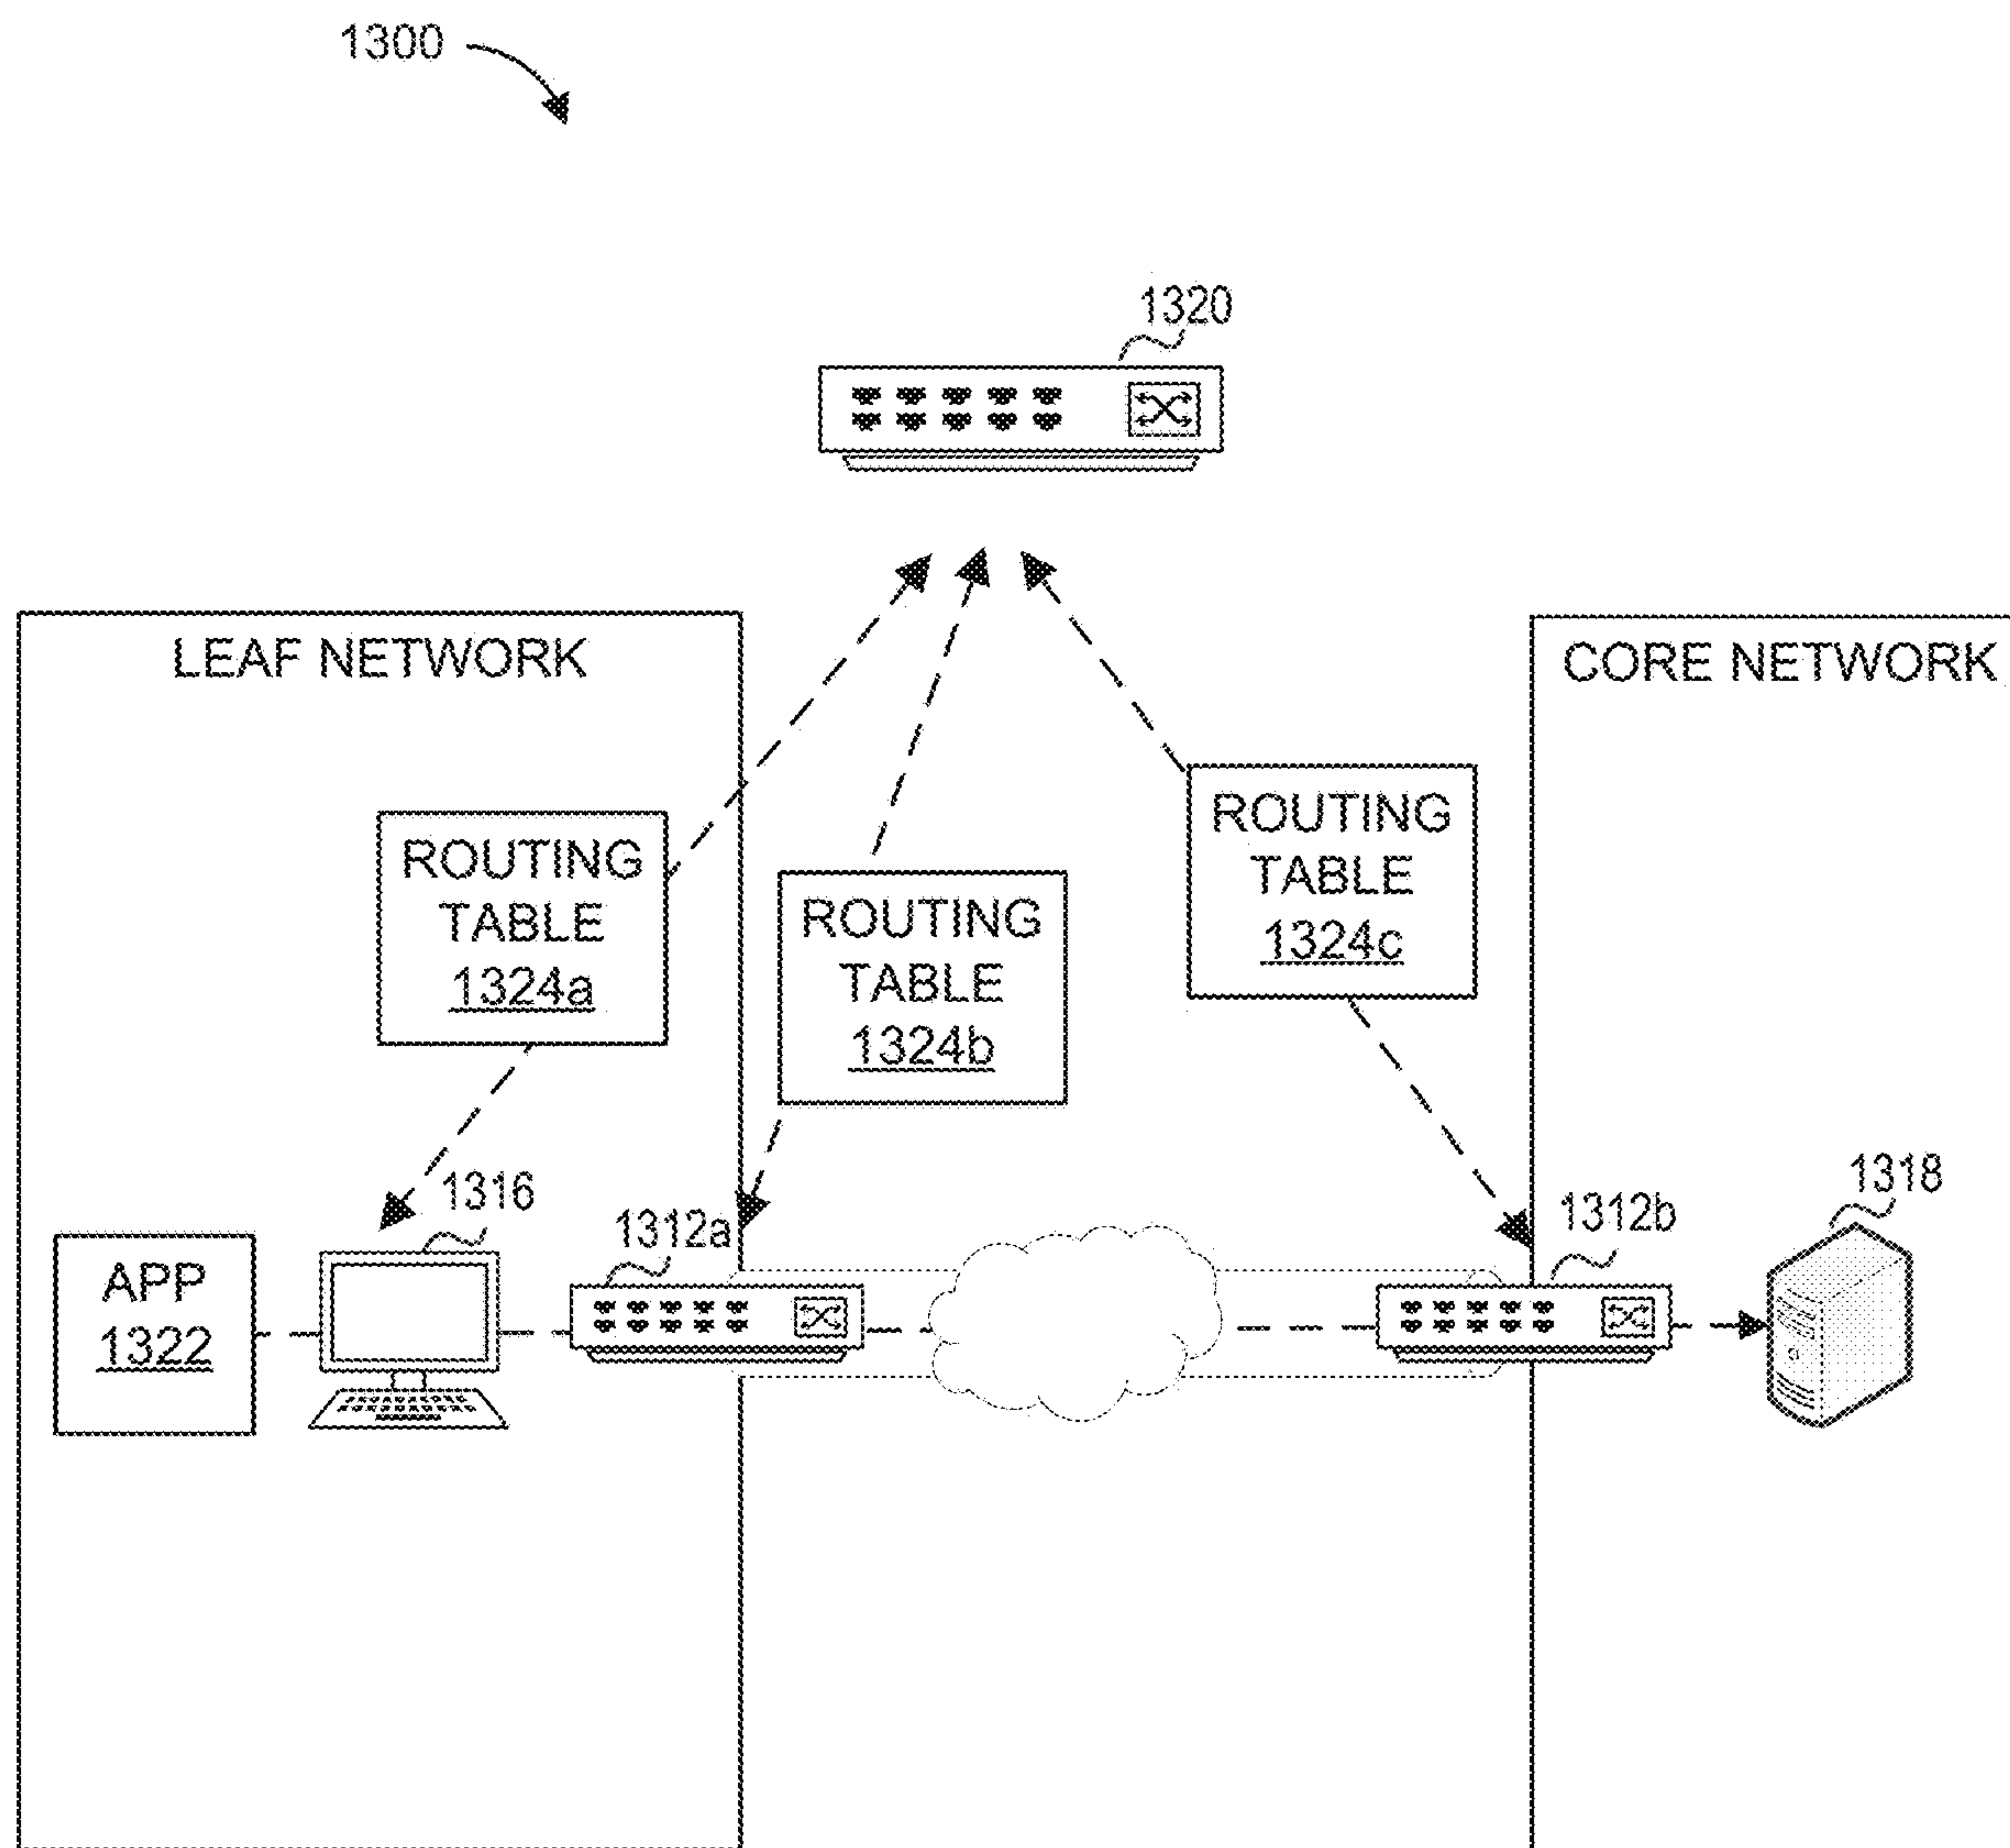 1300
1320
LEAF NETWORK
CORE NETWORK
ROUTING
TABLE
1324a
ROUTING
TABLE
1324b
ROUTING
TABLE
1324c
1316
1312a
1312b
1318
APP
1322